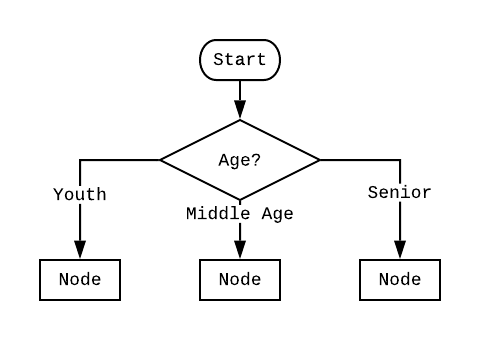 Start
Age?
Youth
Senior
Middle Age
Node
Node
Node